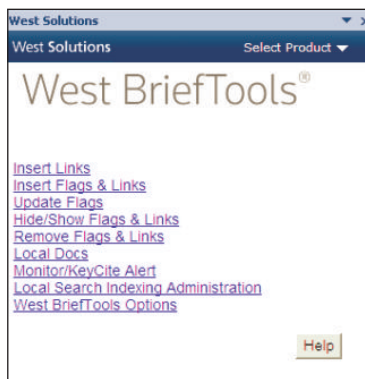 West Solutions
West Solutions Select Product
West BriefTools®
Insert Links
Insert Flags & Links
Update Flags
Hide/Show Flags & Links
Remove Flags & Links
Local Docs
Monitor/KeyCite Alert
Local Search Indexing Administration
West BriefTools Options
Help